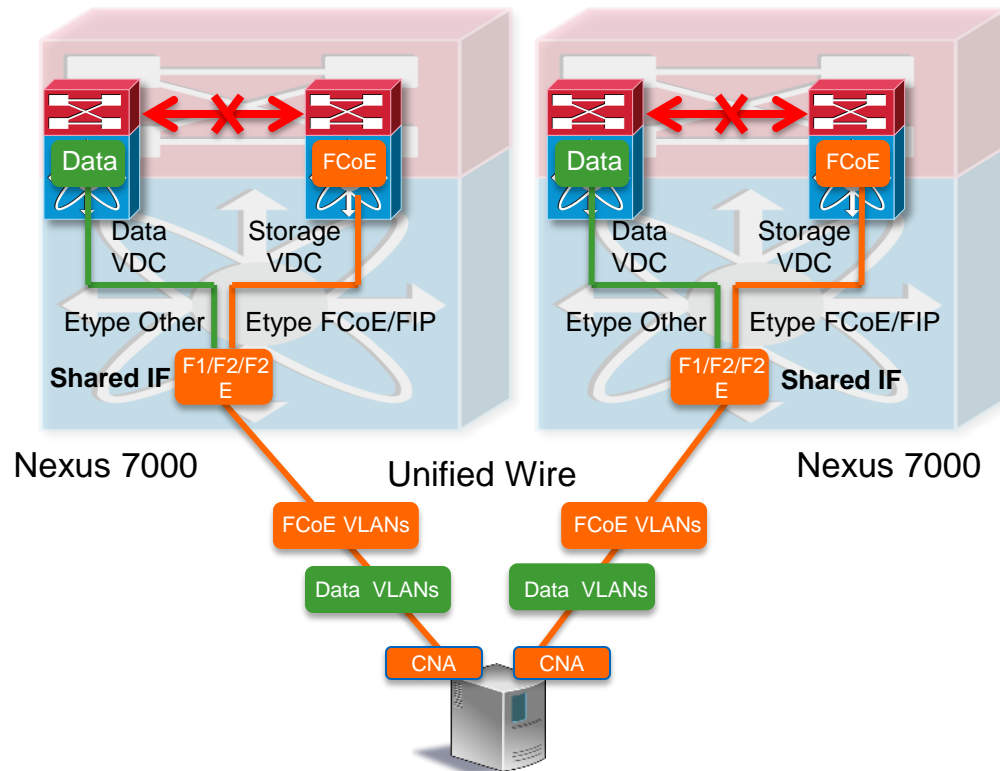 Data
FCoE
Data
FCoE
Data
VDC
Storage
VDC
Data
VDC
Storage
VDC
Etype Other
Etype FCoE/FIP
Etype Other
Etype FCoE/FIP
Shared IF
F1/F2/F2
E
F1/F2/F2
E
Shared IF
Nexus 7000
Unified Wire
Nexus 7000
FCoE VLANs
FCoE VLANs
Data VLANs
Data VLANs
CNA
CNA